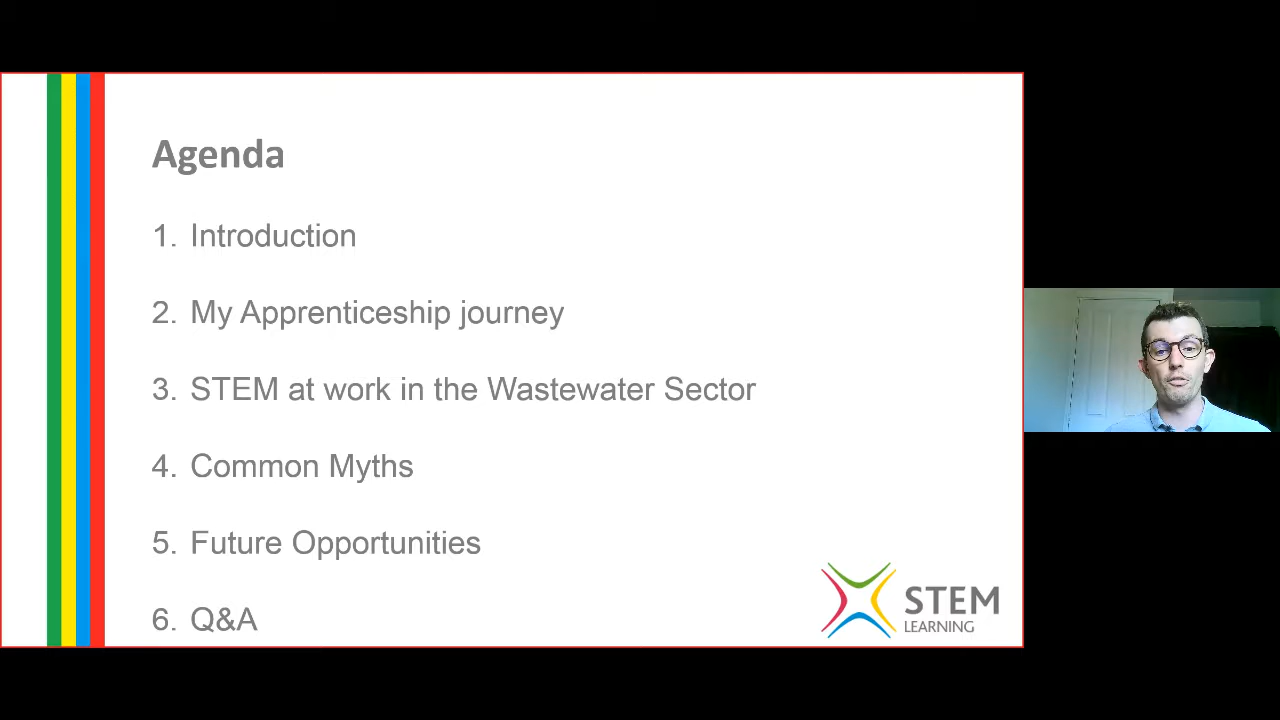 Agenda
1. Introduction
2. My Apprenticeship journey
3. STEM at work in the Wastewater Sector
4. Common Myths
5. Future Opportunities
6. Q&A
STEM
LEARNING